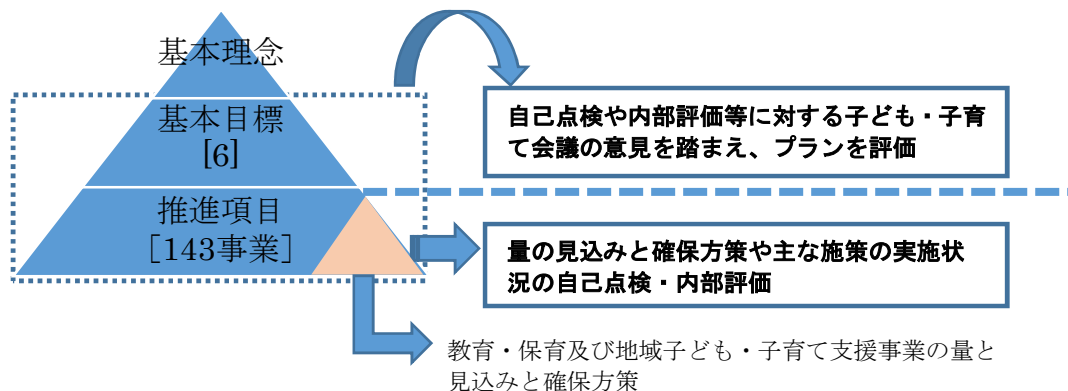 基本理念
基本目標
[6]
推進項目
[143事業]
自己点検や内部評価等に対する子ども・子育
て会議の意見を踏まえ、プランを評価
量の見込みと確保方策や主な施策の実施状
況の自己点検・内部評価
教育・保育及び地域子ども・子育て支援事業の量と
見込みと確保方策